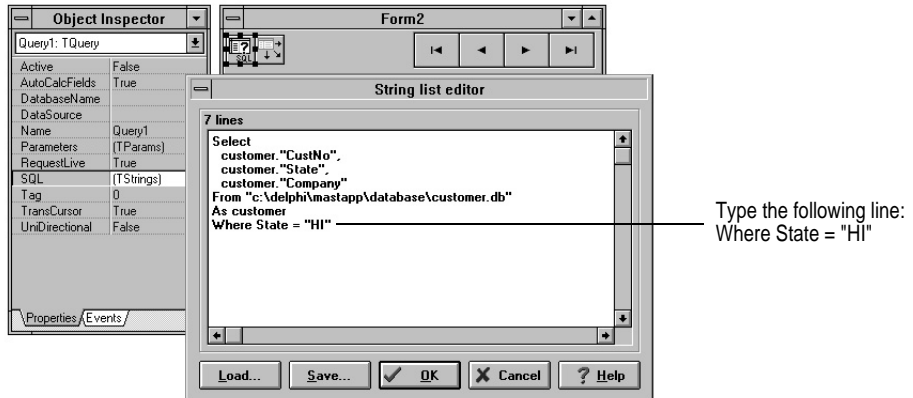 Object Inspector
Query1: TQuery
Active False
AutoCalcFields True
DatabaseName
DataSource
Name Query1
Parameters (TParams)
RequestLive True
SQL (TStrings)
Tag 0
TransCursor True
UniDirectional False
Properties Events
Form2
SQL
String list editor
7 lines
Select
customer."CustNo",
customer."State",
customer."Company"
From "c:\delphi\mastapp\database\customer.db"
As customer
Where State = "HI"
Load... Save... OK Cancel Help
Type the following line:
Where State = "HI"